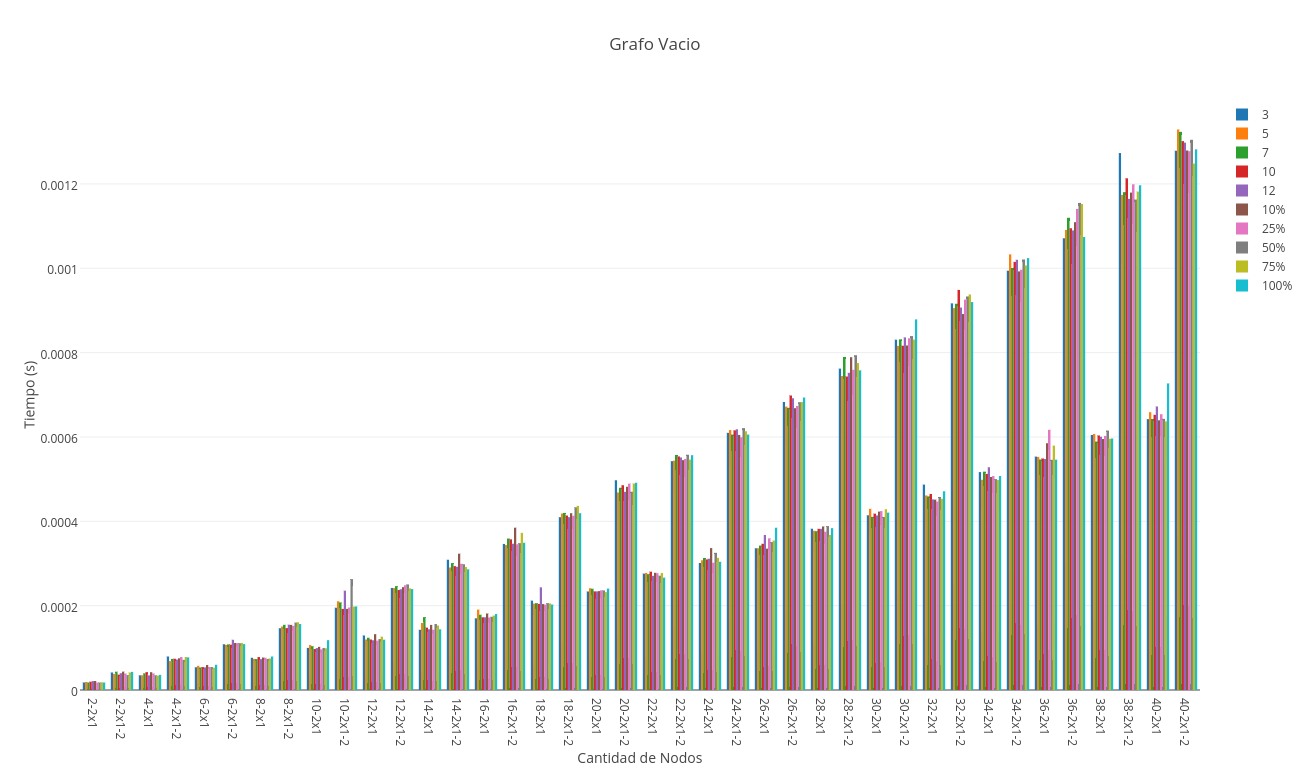 Grafo Vacio
3
5
7
10
12
10%
25%
50%
75%
100%
0.0012
0.001
0.0008
0.0006
0.0004
0.0002
0
Tiempo (s)
2-2x1
2-2x1-2
4-2x1
4-2x1-2
6-2x1
6-2x1-2
8-2x1
8-2x1-2
10-2x1
10-2x1-2
12-2x1
12-2x1-2
14-2x1
14-2x1-2
16-2x1
16-2x1-2
18-2x1
18-2x1-2
20-2x1
20-2x1-2
22-2x1
22-2x1-2
24-2x1
24-2x1-2
26-2x1
26-2x1-2
28-2x1
28-2x1-2
30-2x1
30-2x1-2
32-2x1
32-2x1-2
34-2x1
34-2x1-2
36-2x1
36-2x1-2
38-2x1
38-2x1-2
40-2x1
40-2x1-2
Cantidad de Nodos